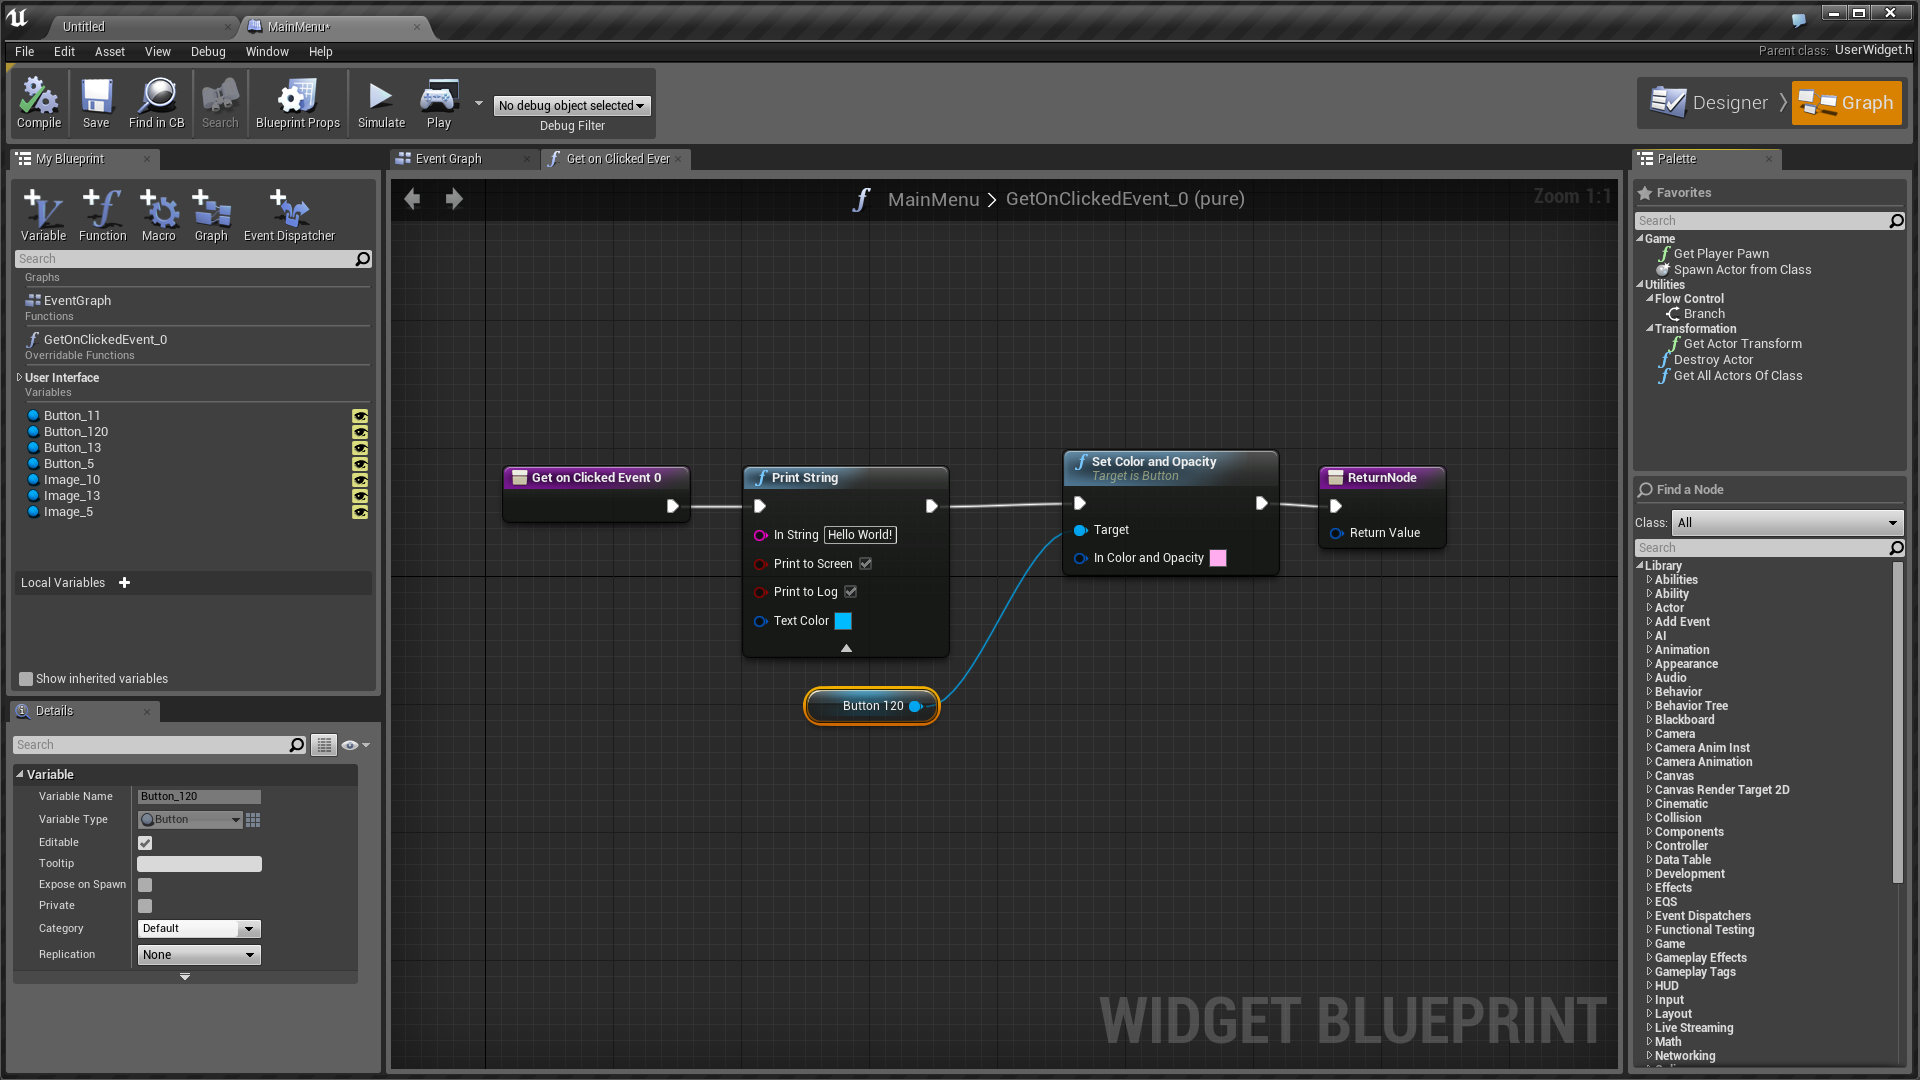 Untitled
MainMenu*
File Edit Asset View Debug Window Help
Parent class: UserWidget.h
Compile Save Find in CB Search Blueprint Props Simulate Play
No debug object selected
Debug Filter
Designer
Graph
My Blueprint
Variable Function Macro Graph Event Dispatcher
Search
Graphs
EventGraph
Functions
GetOnClickedEvent_0
Overridable Functions
User Interface
Variables
Button_11
Button_120
Button_13
Button_5
Image_10
Image_13
Image_5
Local Variables
Show inherited variables
Details
Search
Variable
Variable Name Button_120
Variable Type Button
Editable
Tooltip
Expose on Spawn
Private
Category Default
Replication None
Event Graph
Get on Clicked Ever
MainMenu > GetOnClickedEvent_0 (pure)
Zoom 1:1
Get on Clicked Event 0
Print String
In String Hello World!
Print to Screen
Print to Log
Text Color
Button 120
Set Color and Opacity
Target is Button
Target
In Color and Opacity
ReturnNode
Return Value
WIDGET BLUEPRINT
Palette
Favorites
Search
Game
Get Player Pawn
Spawn Actor from Class
Utilities
Flow Control
Branch
Transformation
Get Actor Transform
Destroy Actor
Get All Actors Of Class
Find a Node
Class: All
Search
Library
Abilities
Ability
Actor
Add Event
AI
Animation
Appearance
Audio
Behavior
Behavior Tree
Blackboard
Camera
Camera Anim Inst
Camera Animation
Canvas
Canvas Render Target 2D
Cinematic
Collision
Components
Controller
Data Table
Development
Effects
EQS
Event Dispatchers
Functional Testing
Game
Gameplay Effects
Gameplay Tags
HUD
Input
Layout
Live Streaming
Math
Networking